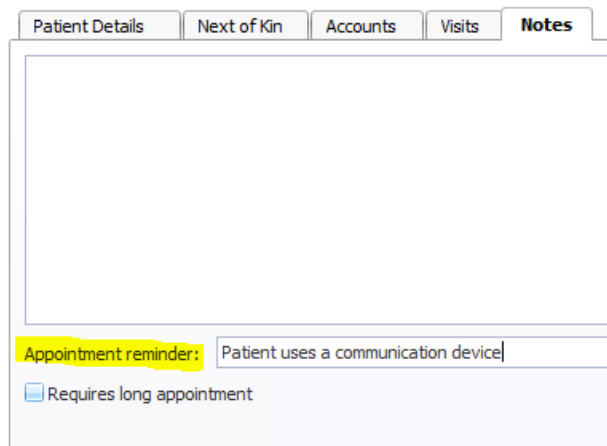 Patient Details Next of Kin Accounts Visits Notes
Appointment reminder: Patient uses a communication device
Requires long appointment